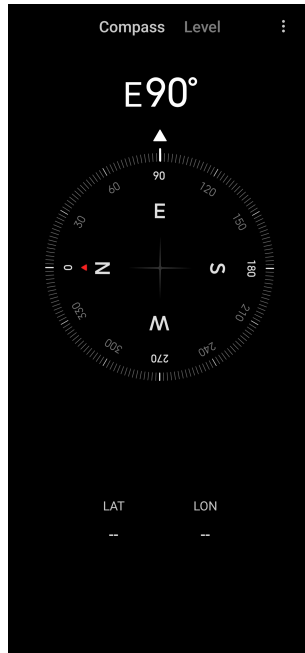 Compass Level
E90°
90
60 120
E
30 150
0 N S 180
330 210
W
300 240
270
LAT LON
-- --